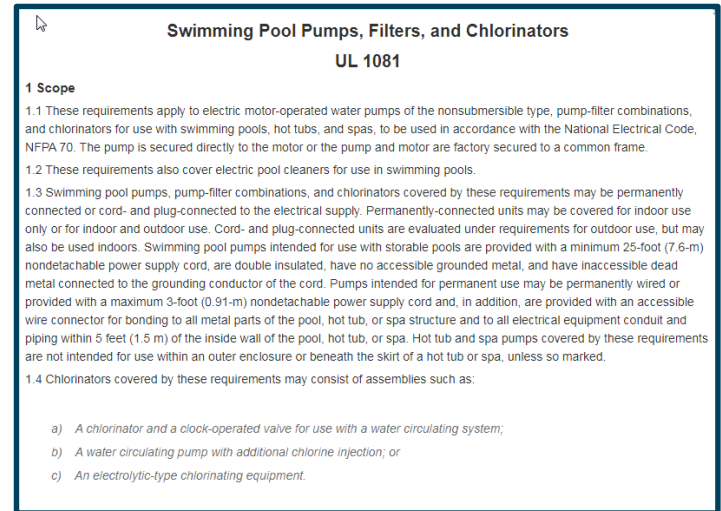 Swimming Pool Pumps, Filters, and Chlorinators
UL 1081
1 Scope
1.1 These requirements apply to electric motor-operated water pumps of the nonsubmersible type, pump-filter combinations,
and chlorinators for use with swimming pools, hot tubs, and spas, to be used in accordance with the National Electrical Code,
NFPA 70. The pump is secured directly to the motor or the pump and motor are factory secured to a common frame.
1.2 These requirements also cover electric pool cleaners for use in swimming pools.
1.3 Swimming pool pumps, pump-filter combinations, and chlorinators covered by these requirements may be permanently
connected or cord- and plug-connected to the electrical supply. Permanently-connected units may be covered for indoor use
only or for indoor and outdoor use. Cord- and plug-connected units are evaluated under requirements for outdoor use, but may
also be used indoors. Swimming pool pumps intended for use with storable pools are provided with a minimum 25-foot (7.6-m)
nondetachable power supply cord, are double insulated, have no accessible grounded metal, and have inaccessible dead
metal connected to the grounding conductor of the cord. Pumps intended for permanent use may be permanently wired or
provided with a maximum 3-foot (0.91-m) nondetachable power supply cord and, in addition, are provided with an accessible
wire connector for bonding to all metal parts of the pool, hot tub, or spa structure and to all electrical equipment conduit and
piping within 5 feet (1.5 m) of the inside wall of the pool, hot tub, or spa. Hot tub and spa pumps covered by these requirements
are not intended for use within an outer enclosure or beneath the skirt of a hot tub or spa, unless so marked.
1.4 Chlorinators covered by these requirements may consist of assemblies such as:
a) A chlorinator and a clock-operated valve for use with a water circulating system;
b) A water circulating pump with additional chlorine injection; or
c) An electrolytic-type chlorinating equipment.